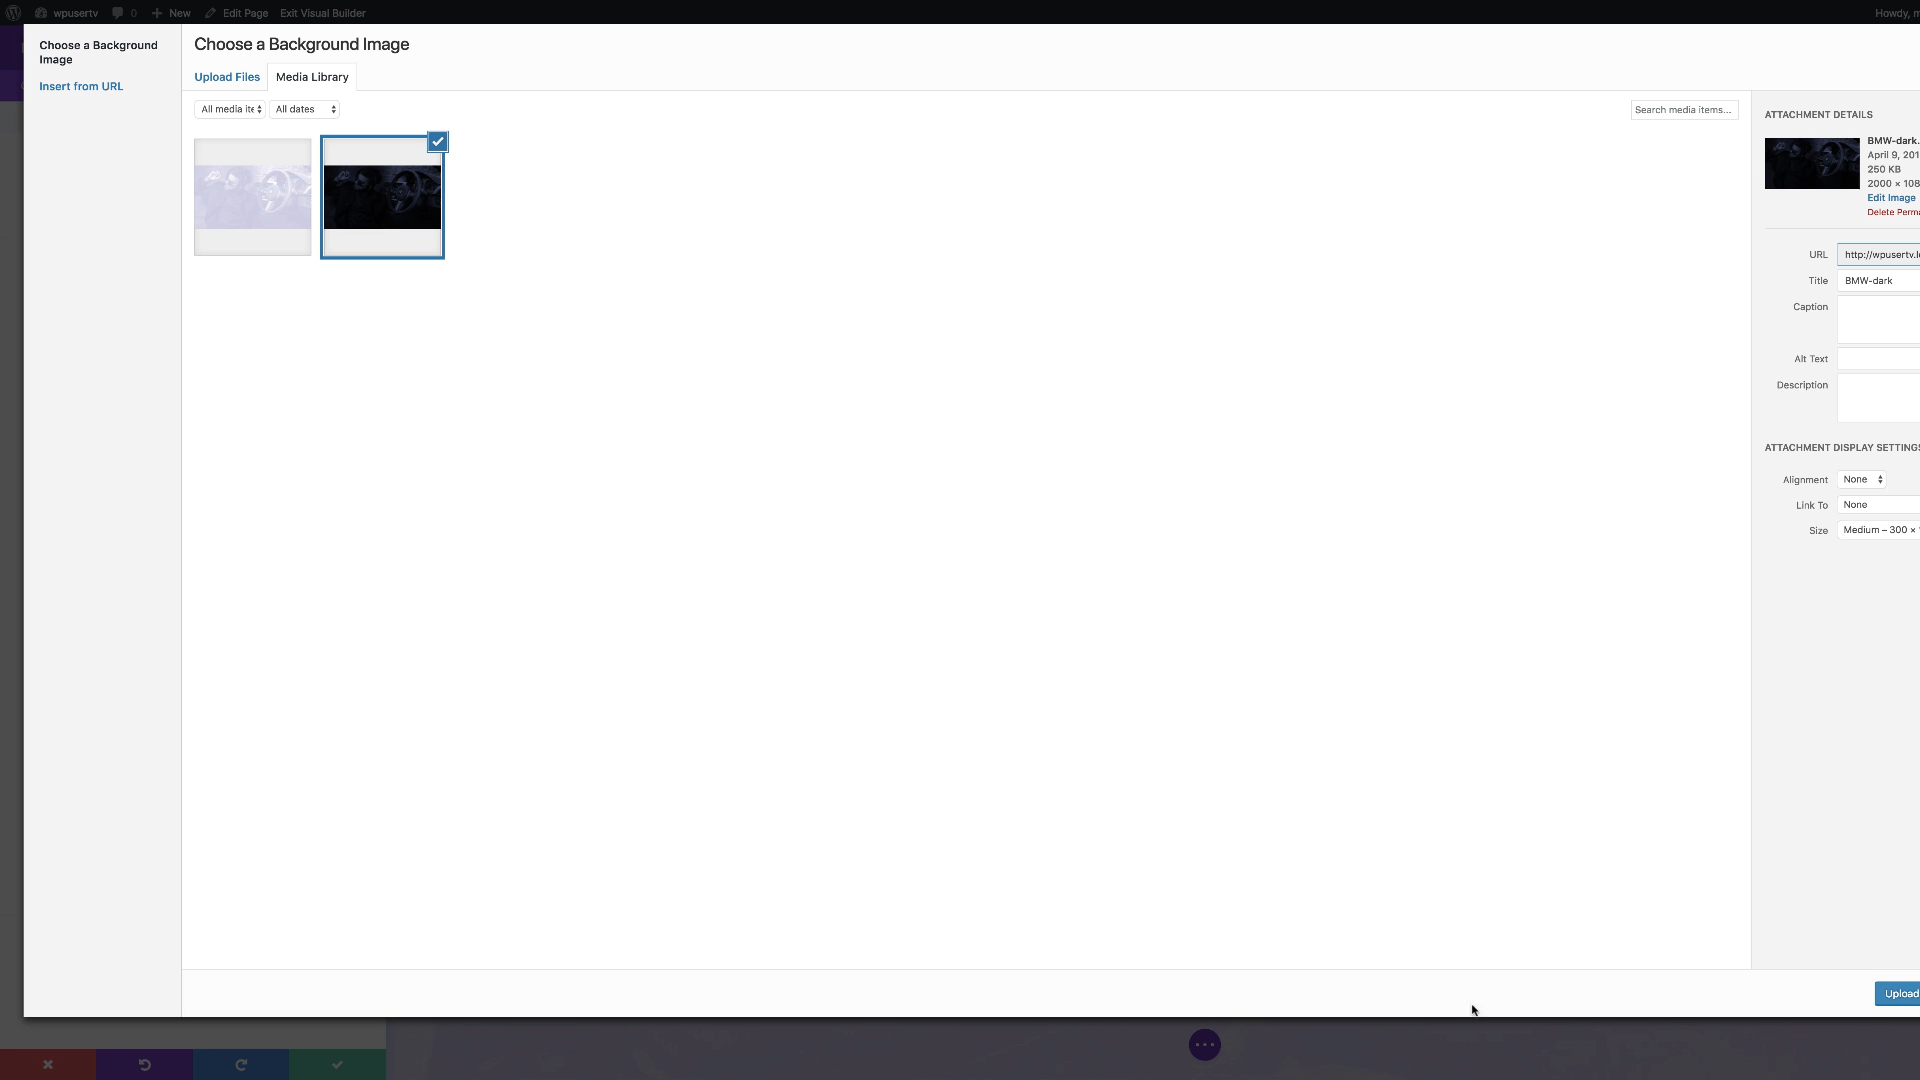 wpusertv 0 New Edit Page Exit Visual Builder Howdy, m
Choose a Background
Image
Insert from URL
Choose a Background Image
Upload Files Media Library
All media ite All dates Search media items...
ATTACHMENT DETAILS
BMW-dark.
April 9, 201
250 KB
2000 × 108
Edit Image
Delete Perma
URL http://wpusertv.l
Title BMW-dark
Caption
Alt Text
Description
ATTACHMENT DISPLAY SETTINGS
Alignment None
Link To None
Size Medium – 300 ×
Upload